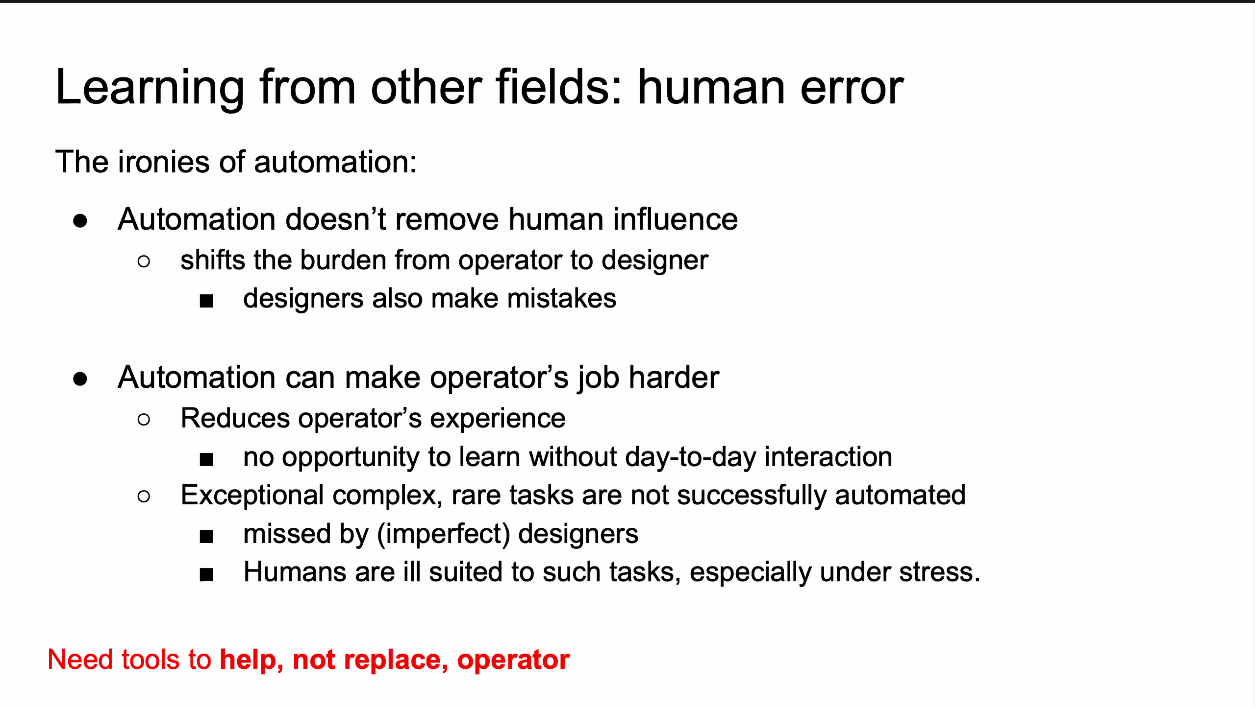 Learning from other fields: human error
The ironies of automation:
● Automation doesn’t remove human influence
○ shifts the burden from operator to designer
■ designers also make mistakes
● Automation can make operator’s job harder
○ Reduces operator’s experience
■ no opportunity to learn without day-to-day interaction
○ Exceptional complex, rare tasks are not successfully automated
■ missed by (imperfect) designers
■ Humans are ill suited to such tasks, especially under stress.
Need tools to help, not replace, operator